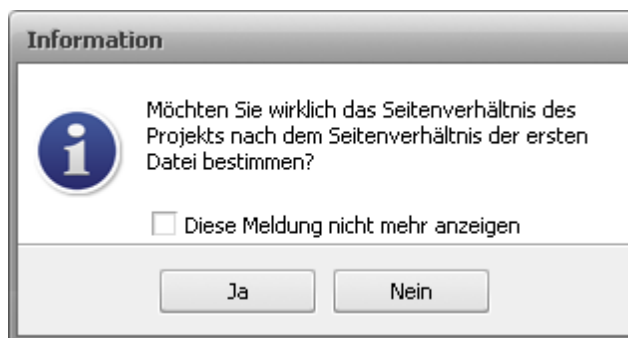 Information
Möchten Sie wirklich das Seitenverhältnis des
Projekts nach dem Seitenverhältnis der ersten
Datei bestimmen?
Diese Meldung nicht mehr anzeigen
Ja
Nein